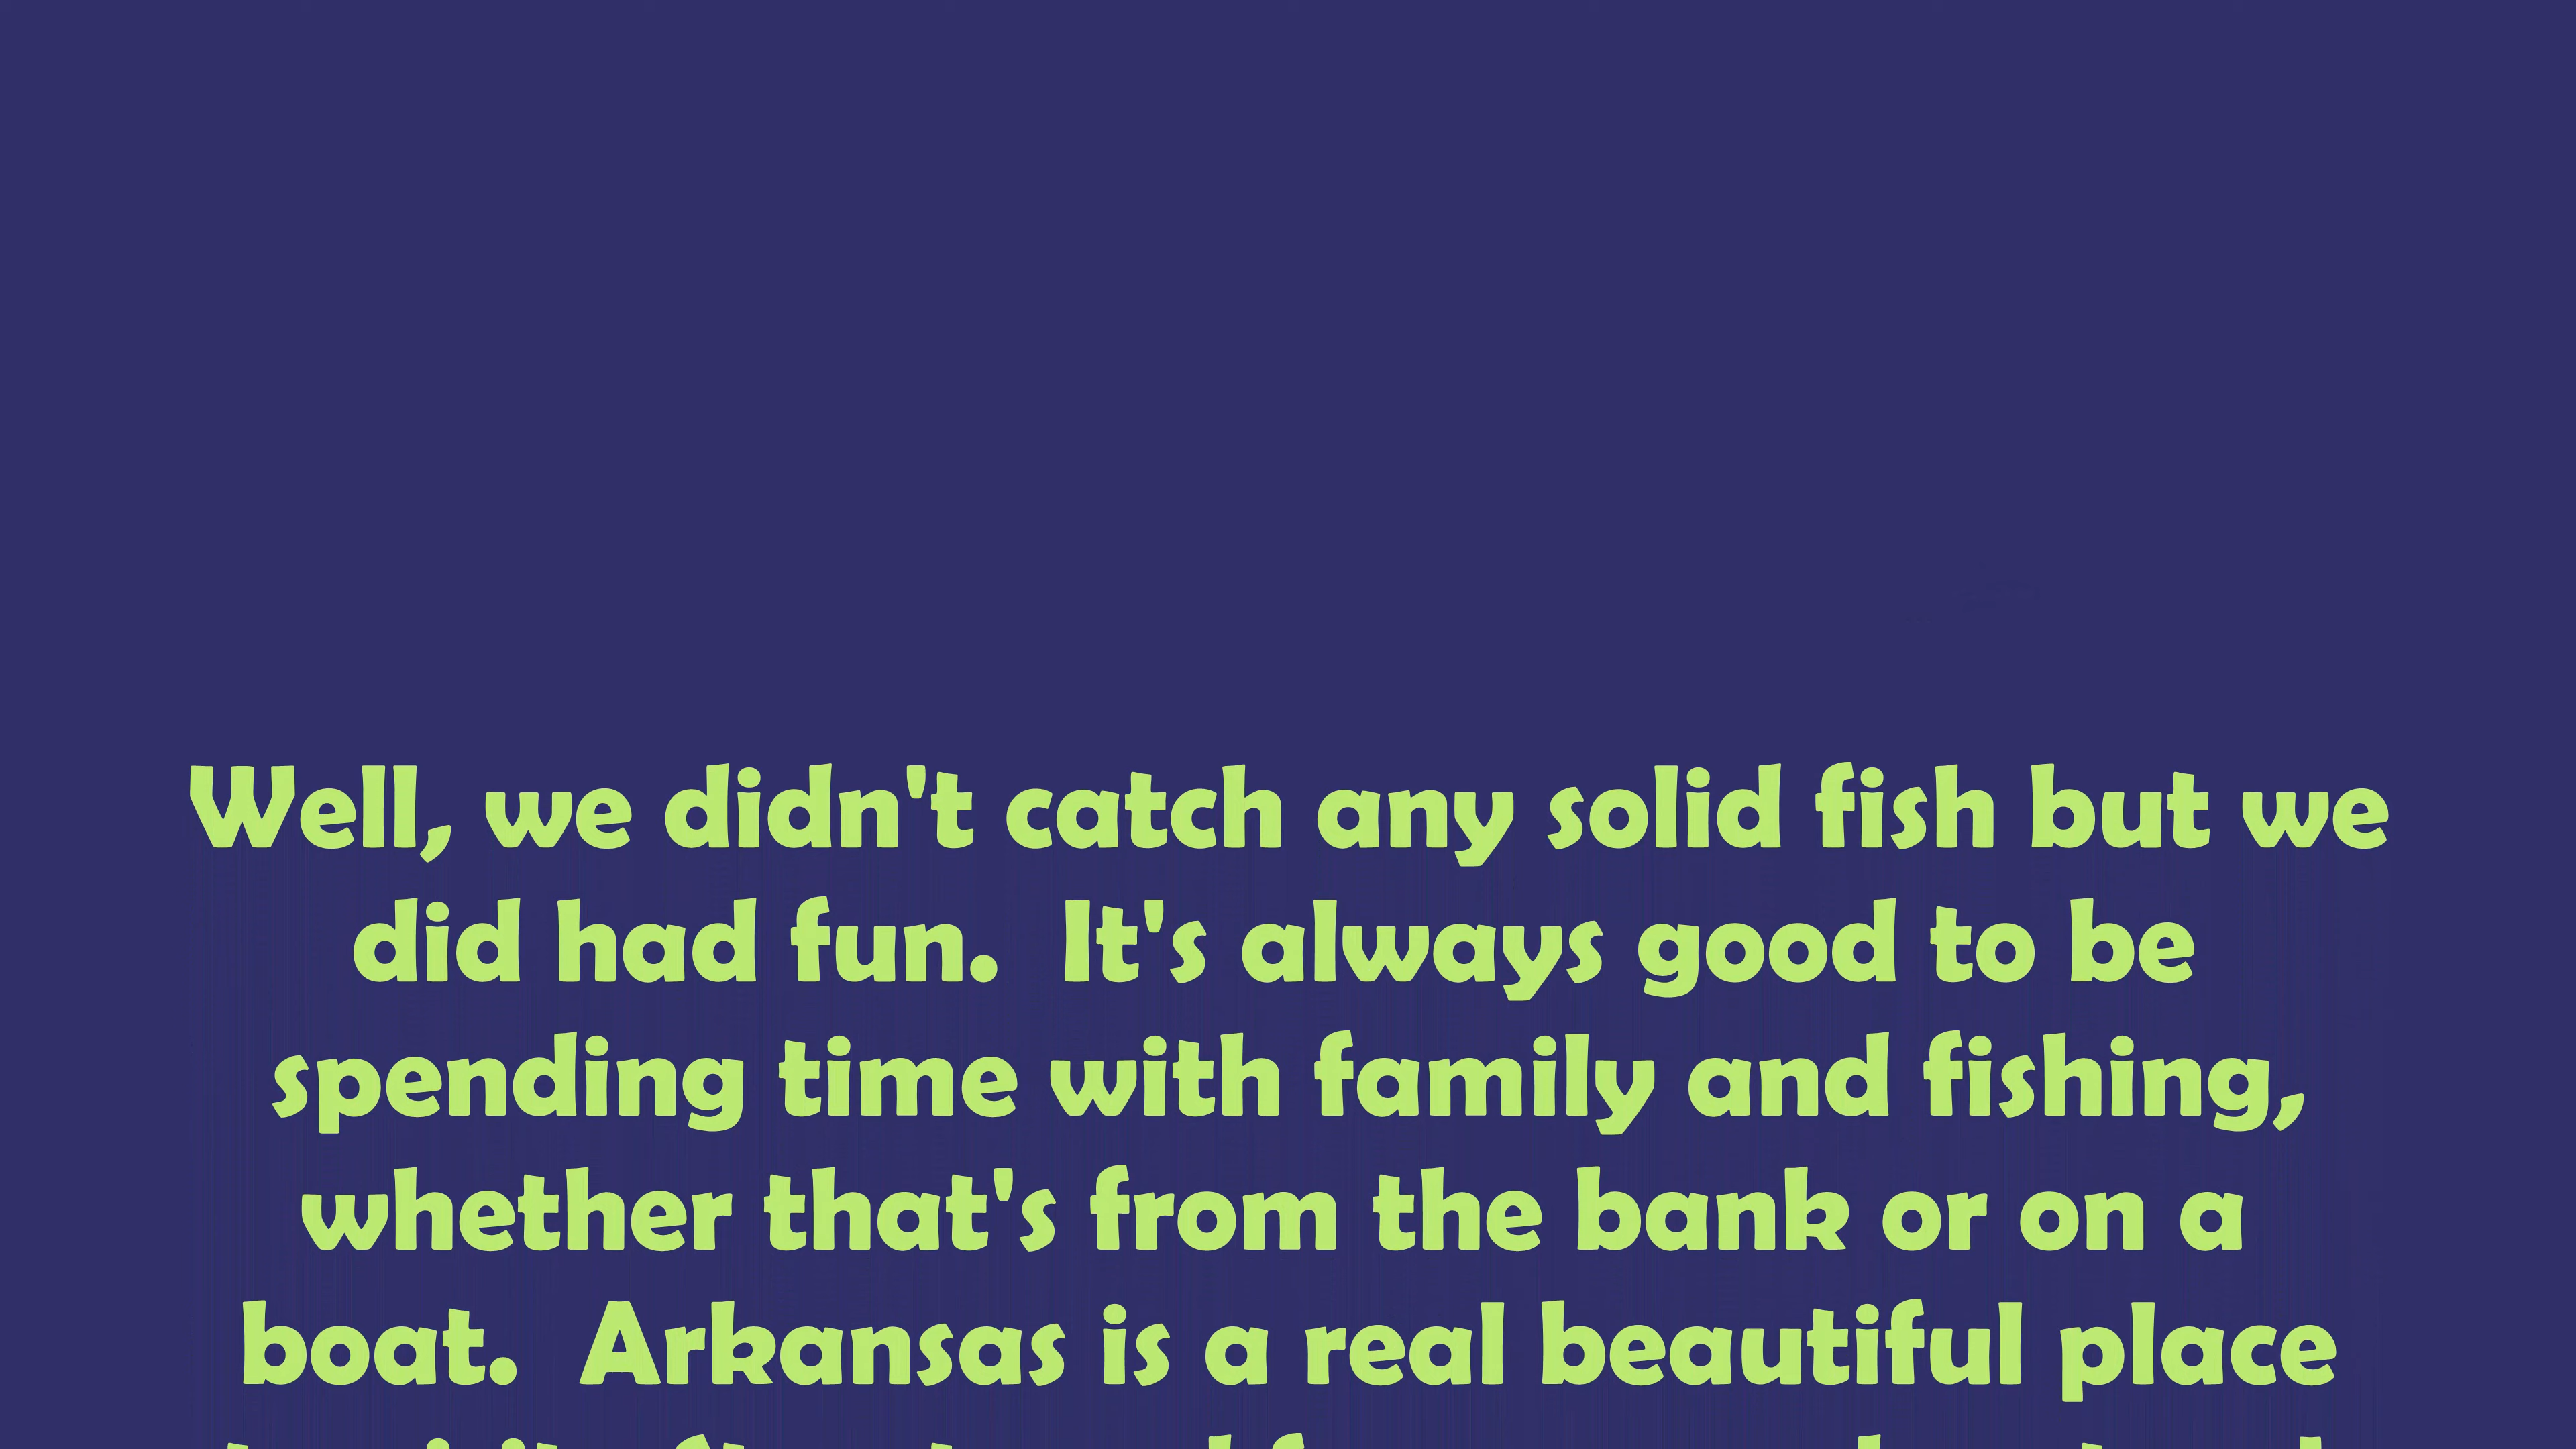 Well, we didn't catch any solid fish but we
did had fun.  It's always good to be
spending time with family and fishing,
whether that's from the bank or on a
boat.  Arkansas is a real beautiful place